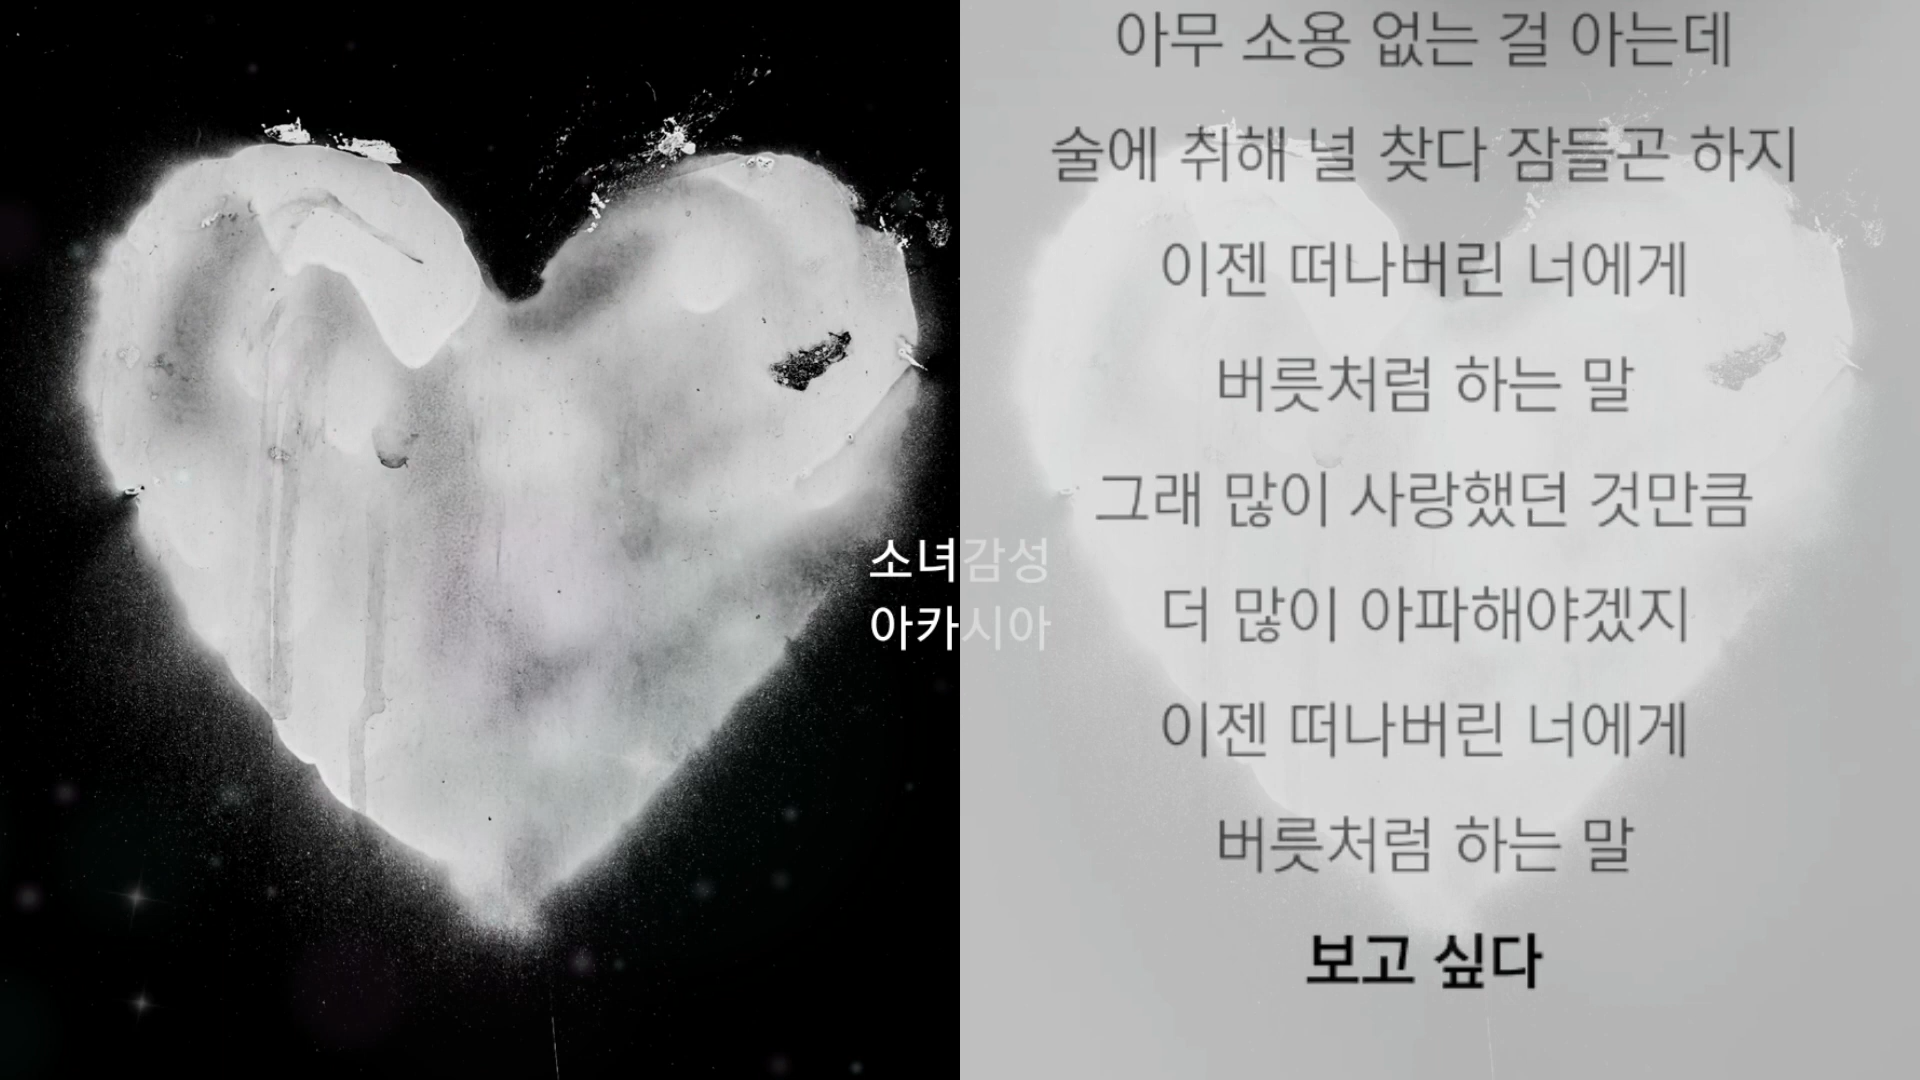 아무 소용 없는 걸 아는데
술에 취해 널 찾다 잠들곤 하지
이젠 떠나버린 너에게
버릇처럼 하는 말
그래 많이 사랑했던 것만큼
더 많이 아파해야겠지
이젠 떠나버린 너에게
버릇처럼 하는 말
보고 싶다
소녀감성
아카시아